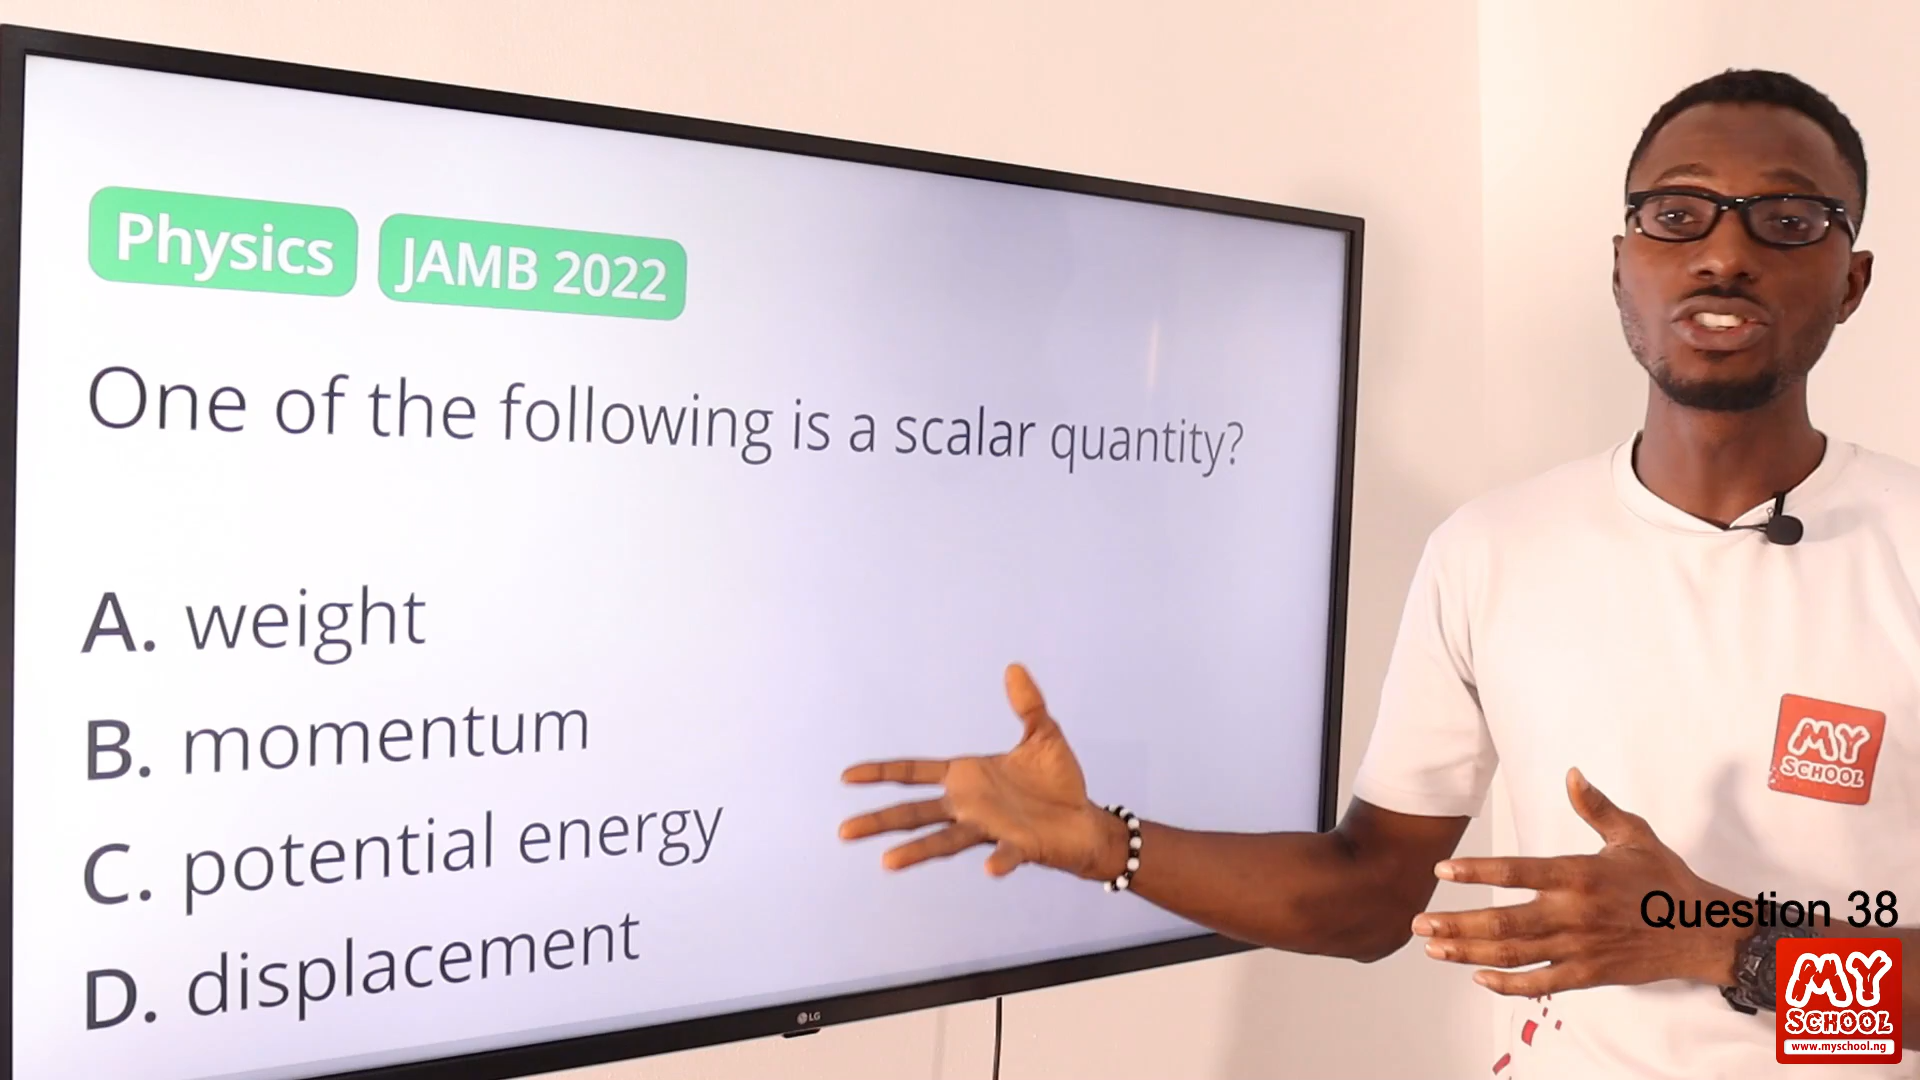 Physics JAMB 2022
One of the following is a scalar quantity?
A. weight
B. momentum
C. potential energy
D. displacement
LG
MY
SCHOOL
Question 38
MY
SCHOOL
www.myschool.ng